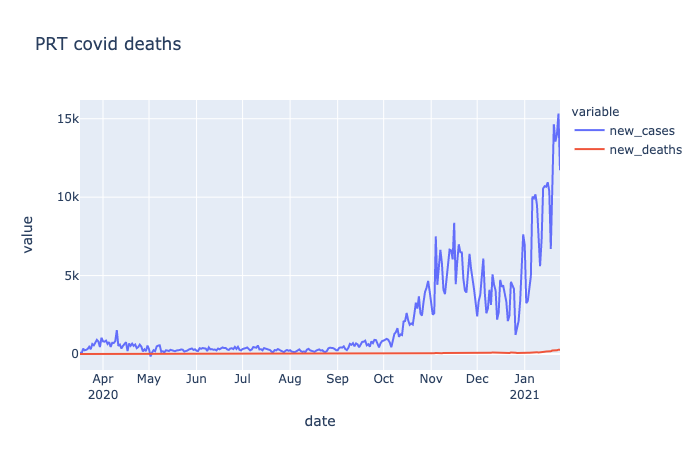 PRT covid deaths
variable
new_cases
new_deaths
value
15k
10k
5k
0
Apr May Jun Jul Aug Sep Oct Nov Dec Jan
2020 2021
date